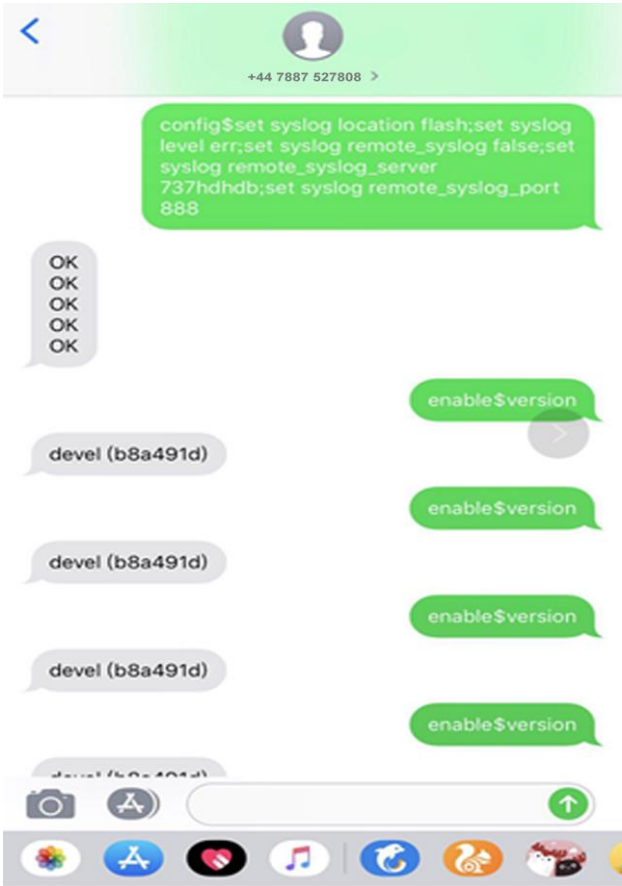 +44 7887 527808 >
config$set syslog location flash;set syslog
level err;set syslog remote_syslog false;set
syslog remote_syslog_server
737hdhdb;set syslog remote_syslog_port
888
OK
OK
OK
OK
OK
enable$version
devel (b8a491d)
enable$version
devel (b8a491d)
enable$version
devel (b8a491d)
enable$version